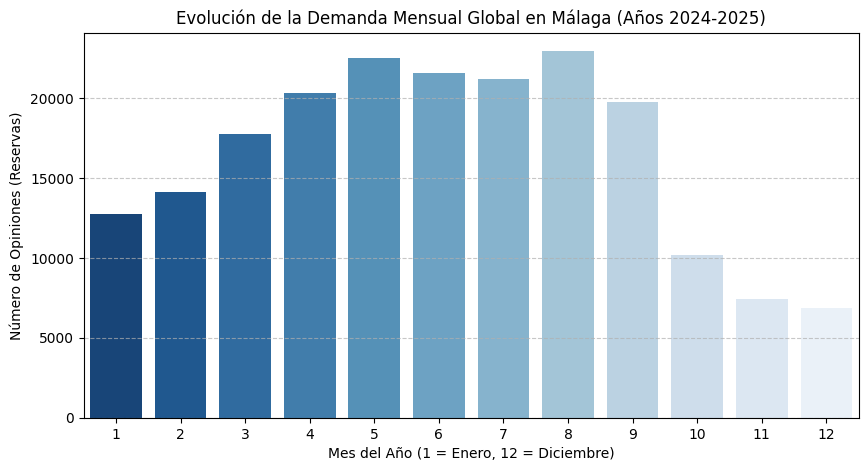 Evolución de la Demanda Mensual Global en Málaga (Años 2024-2025)
Número de Opiniones (Reservas)
20000
15000
10000
5000
0
1 2 3 4 5 6 7 8 9 10 11 12
Mes del Año (1 = Enero, 12 = Diciembre)